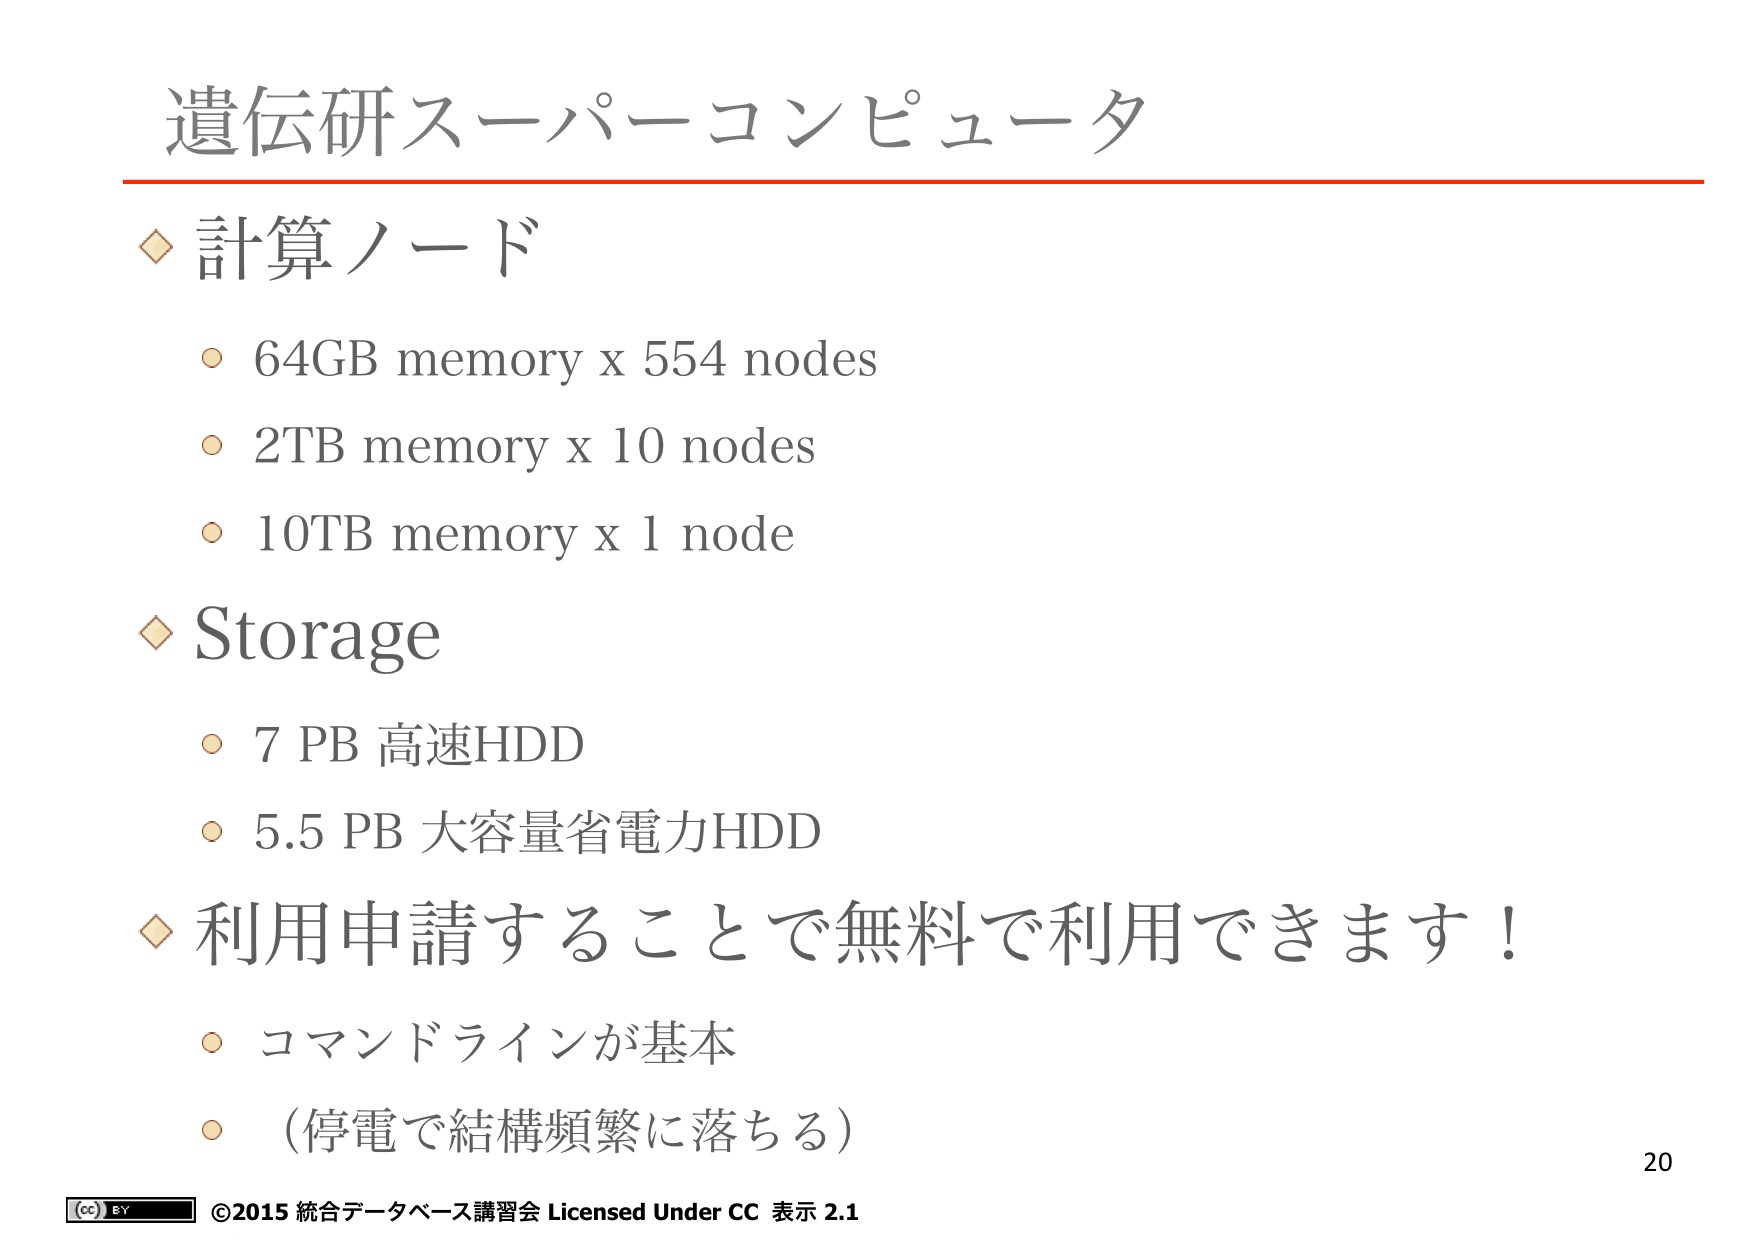 遺伝研スーパーコンピュータ
計算ノード
64GB memory x 554 nodes
2TB memory x 10 nodes
10TB memory x 1 node
Storage
7 PB 高速HDD
5.5 PB 大容量省電力HDD
利用申請することで無料で利用できます！
コマンドラインが基本
（停電で結構頻繁に落ちる）
20
(cc) BY ©2015 統合データベース講習会 Licensed Under CC 表示 2.1